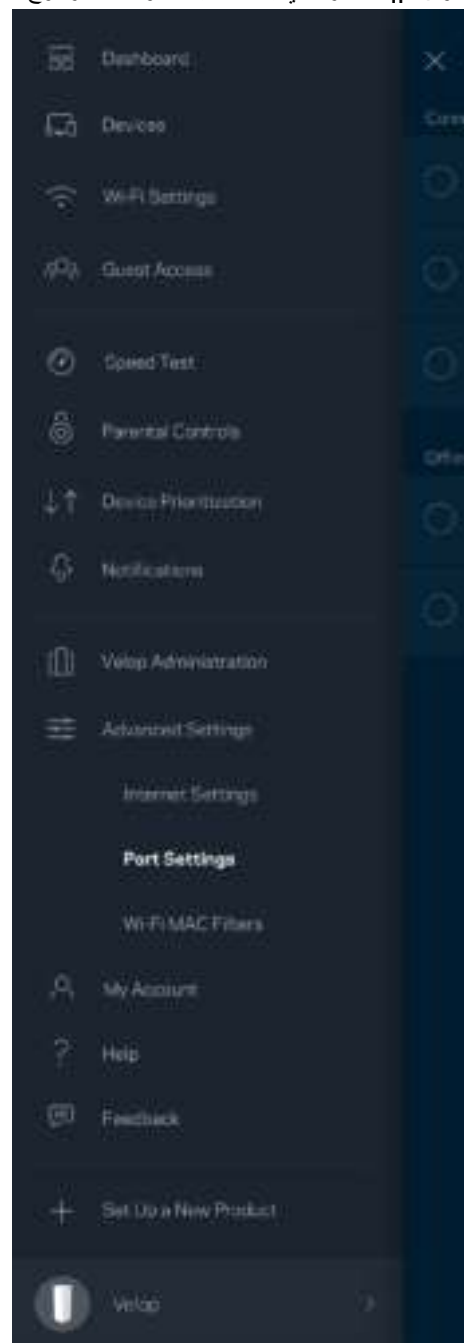 Dashboard
Devices
Wi-Fi Settings
Guest Access
Speed Test
Parental Controls
Device Prioritization
Notifications
Velop Administration
Advanced Settings
Internet Settings
Port Settings
Wi-Fi MAC Filters
My Account
Help
Feedback
Set Up a New Product
Velop